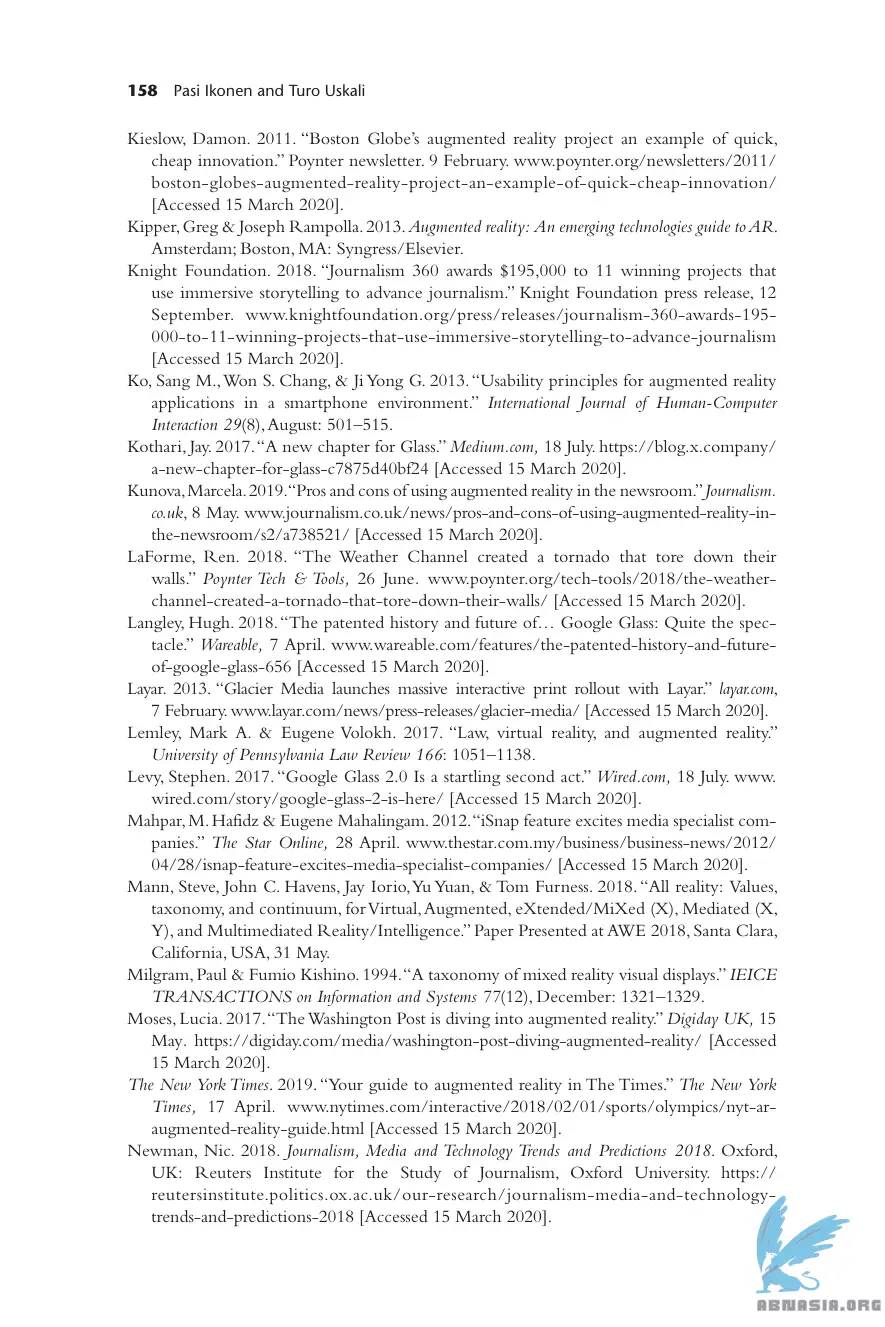 158 Pasi Ikonen and Turo Uskali
Kieslow, Damon. 2011. “Boston Globe’s augmented reality project an example of quick,
cheap innovation.” Poynter newsletter. 9 February. www.poynter.org/newsletters/2011/
boston-globes-augmented-reality-project-an-example-of-quick-cheap-innovation/
[Accessed 15 March 2020].
Kipper, Greg & Joseph Rampolla. 2013. Augmented reality: An emerging technologies guide to AR.
Amsterdam; Boston, MA: Syngress/Elsevier.
Knight Foundation. 2018. “Journalism 360 awards $195,000 to 11 winning projects that
use immersive storytelling to advance journalism.” Knight Foundation press release, 12
September. www.knightfoundation.org/press/releases/journalism-360-awards-195-
000-to-11-winning-projects-that-use-immersive-storytelling-to-advance-journalism
[Accessed 15 March 2020].
Ko, Sang M., Won S. Chang, & Ji Yong G. 2013. “Usability principles for augmented reality
applications in a smartphone environment.” International Journal of Human-Computer
Interaction 29(8), August: 501–515.
Kothari, Jay. 2017. “A new chapter for Glass.” Medium.com, 18 July. https://blog.x.company/
a-new-chapter-for-glass-c7875d40bf24 [Accessed 15 March 2020].
Kunova, Marcela. 2019. “Pros and cons of using augmented reality in the newsroom.” Journalism.
co.uk, 8 May. www.journalism.co.uk/news/pros-and-cons-of-using-augmented-reality-in-
the-newsroom/s2/a738521/ [Accessed 15 March 2020].
LaForme, Ren. 2018. “The Weather Channel created a tornado that tore down their
walls.” Poynter Tech & Tools, 26 June. www.poynter.org/tech-tools/2018/the-weather-
channel-created-a-tornado-that-tore-down-their-walls/ [Accessed 15 March 2020].
Langley, Hugh. 2018. “The patented history and future of… Google Glass: Quite the spec-
tacle.” Wareable, 7 April. www.wareable.com/features/the-patented-history-and-future-
of-google-glass-656 [Accessed 15 March 2020].
Layar. 2013. “Glacier Media launches massive interactive print rollout with Layar.” layar.com,
7 February. www.layar.com/news/press-releases/glacier-media/ [Accessed 15 March 2020].
Lemley, Mark A. & Eugene Volokh. 2017. “Law, virtual reality, and augmented reality.”
University of Pennsylvania Law Review 166: 1051–1138.
Levy, Stephen. 2017. “Google Glass 2.0 Is a startling second act.” Wired.com, 18 July. www.
wired.com/story/google-glass-2-is-here/ [Accessed 15 March 2020].
Mahpar, M. Hafidz & Eugene Mahalingam. 2012. “iSnap feature excites media specialist com-
panies.” The Star Online, 28 April. www.thestar.com.my/business/business-news/2012/
04/28/isnap-feature-excites-media-specialist-companies/ [Accessed 15 March 2020].
Mann, Steve, John C. Havens, Jay Iorio, Yu Yuan, & Tom Furness. 2018. “All reality: Values,
taxonomy, and continuum, for Virtual, Augmented, eXtended/MiXed (X), Mediated (X,
Y), and Multimediated Reality/Intelligence.” Paper Presented at AWE 2018, Santa Clara,
California, USA, 31 May.
Milgram, Paul & Fumio Kishino. 1994. “A taxonomy of mixed reality visual displays.” IEICE
TRANSACTIONS on Information and Systems 77(12), December: 1321–1329.
Moses, Lucia. 2017. “The Washington Post is diving into augmented reality.” Digiday UK, 15
May. https://digiday.com/media/washington-post-diving-augmented-reality/ [Accessed
15 March 2020].
The New York Times. 2019. “Your guide to augmented reality in The Times.” The New York
Times, 17 April. www.nytimes.com/interactive/2018/02/01/sports/olympics/nyt-ar-
augmented-reality-guide.html [Accessed 15 March 2020].
Newman, Nic. 2018. Journalism, Media and Technology Trends and Predictions 2018. Oxford,
UK: Reuters Institute for the Study of Journalism, Oxford University. https://
reutersinstitute.politics.ox.ac.uk/our-research/journalism-media-and-technology-
trends-and-predictions-2018 [Accessed 15 March 2020].
ABNASIA.ORG